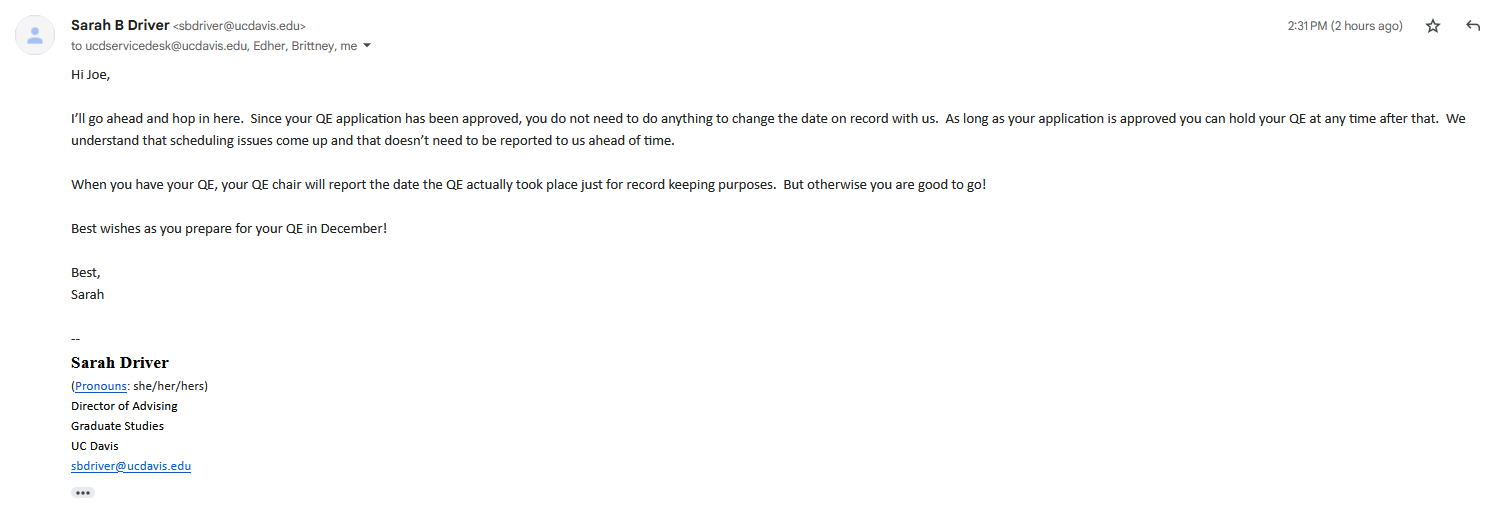 Sarah B Driver <sbdriver@ucdavis.edu>
2:31 PM (2 hours ago)
to ucdservicedesk@ucdavis.edu, Edher, Brittney, me
Hi Joe,
I’ll go ahead and hop in here.  Since your QE application has been approved, you do not need to do anything to change the date on record with us.  As long as your application is approved you can hold your QE at any time after that.  We
understand that scheduling issues come up and that doesn’t need to be reported to us ahead of time.
When you have your QE, your QE chair will report the date the QE actually took place just for record keeping purposes.  But otherwise you are good to go!
Best wishes as you prepare for your QE in December!
Best,
Sarah
--
Sarah Driver
(Pronouns: she/her/hers)
Director of Advising
Graduate Studies
UC Davis
sbdriver@ucdavis.edu